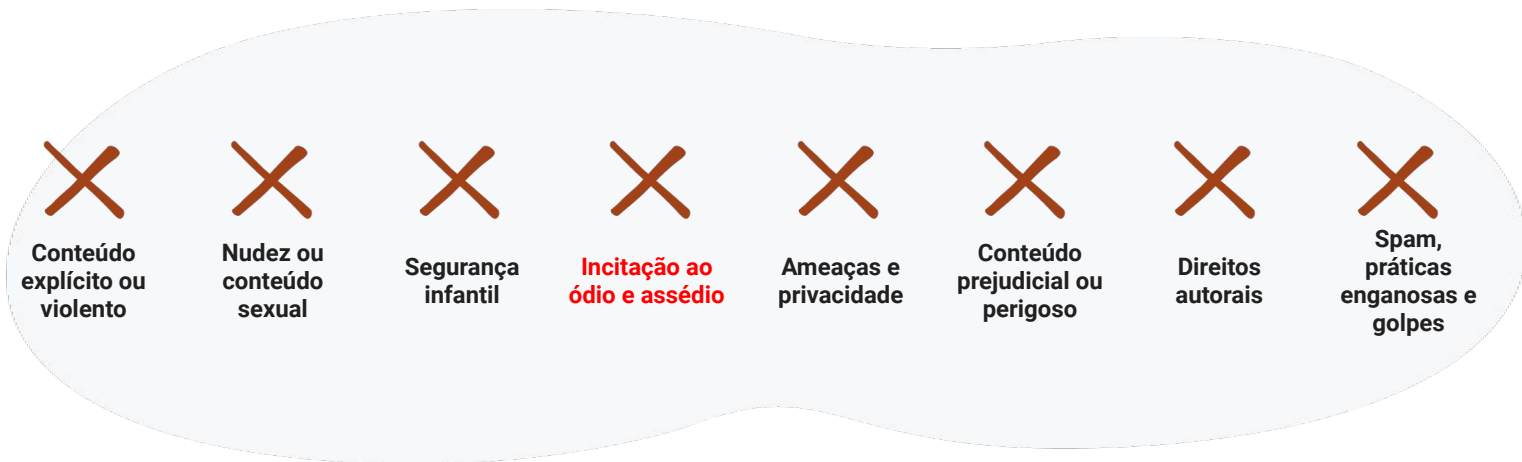 Conteúdo
explícito ou
violento
Nudez ou
conteúdo
sexual
Segurança
infantil
Incitação ao
ódio e assédio
Ameaças e
privacidade
Conteúdo
prejudicial ou
perigoso
Direitos
autorais
Spam,
práticas
enganosas e
golpes